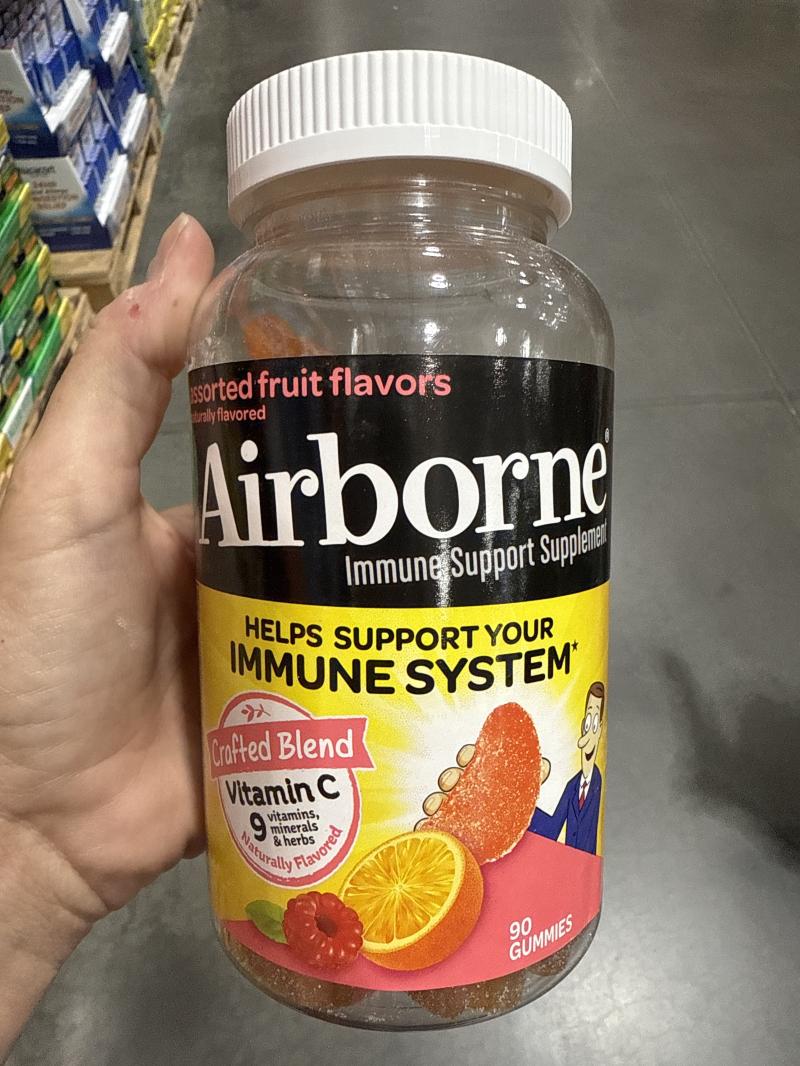 assorted fruit flavors
naturally flavored
Airborne®
Immune Support Supplement
HELPS SUPPORT YOUR
IMMUNE SYSTEM*
Crafted Blend
Vitamin C
9 vitamins,
minerals
& herbs
Naturally Flavored
90
GUMMIES